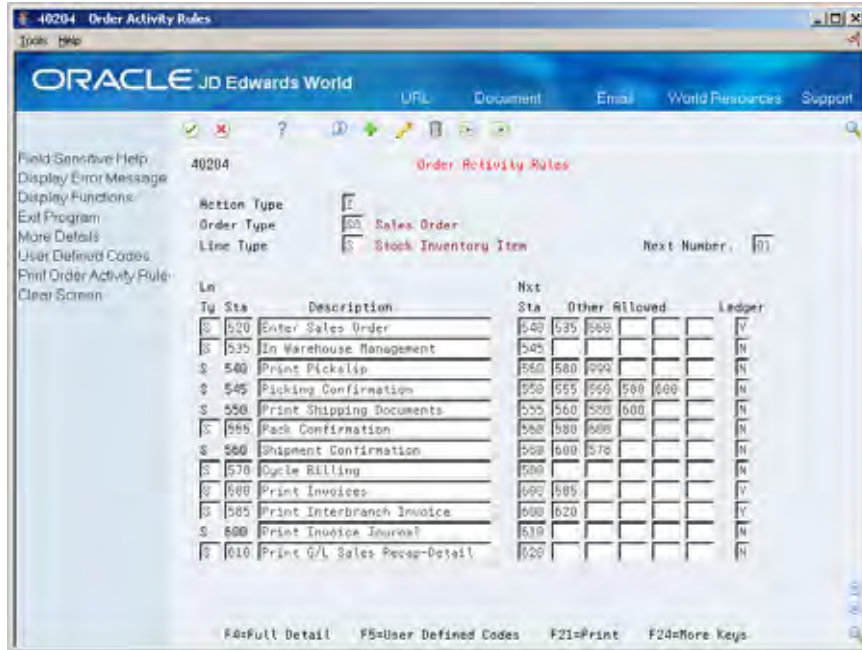 40204 Order Activity Rules
Tools Help
ORACLE JD Edwards World
URL Document Email World Resources Support
Field Sensitive Help
Display Error Message
Display Functions
Exit Program
More Details
User Defined Codes
Print Order Activity Rule
Clear Screen
40204 Order Activity Rules
Action Type I
Order Type Sales Order
Line Type S Stock Inventory Item Next Number. 01
Ln Nxt
Ty Sta Description Sta Other Allowed Ledger
S 520 Enter Sales Order 540 535 560 Y
S 535 In Warehouse Management 545 N
S 540 Print Pickslip 560 580 999 N
S 545 Picking Confirmation 550 555 560 580 600 N
S 550 Print Shipping Documents 555 560 580 600 N
S 555 Pack Confirmation 560 580 600 N
S 560 Shipment Confirmation 600 578 N
S 570 Cycle Billing 580 N
S 580 Print Invoices 600 585 Y
S 585 Print Interbranch Invoice 600 620 Y
S 600 Print Invoice Journal 610 N
S 610 Print G/L Sales Recap-Detail 620 N
F4=Full Detail F5=User Defined Codes F21=Print F24=More Keys